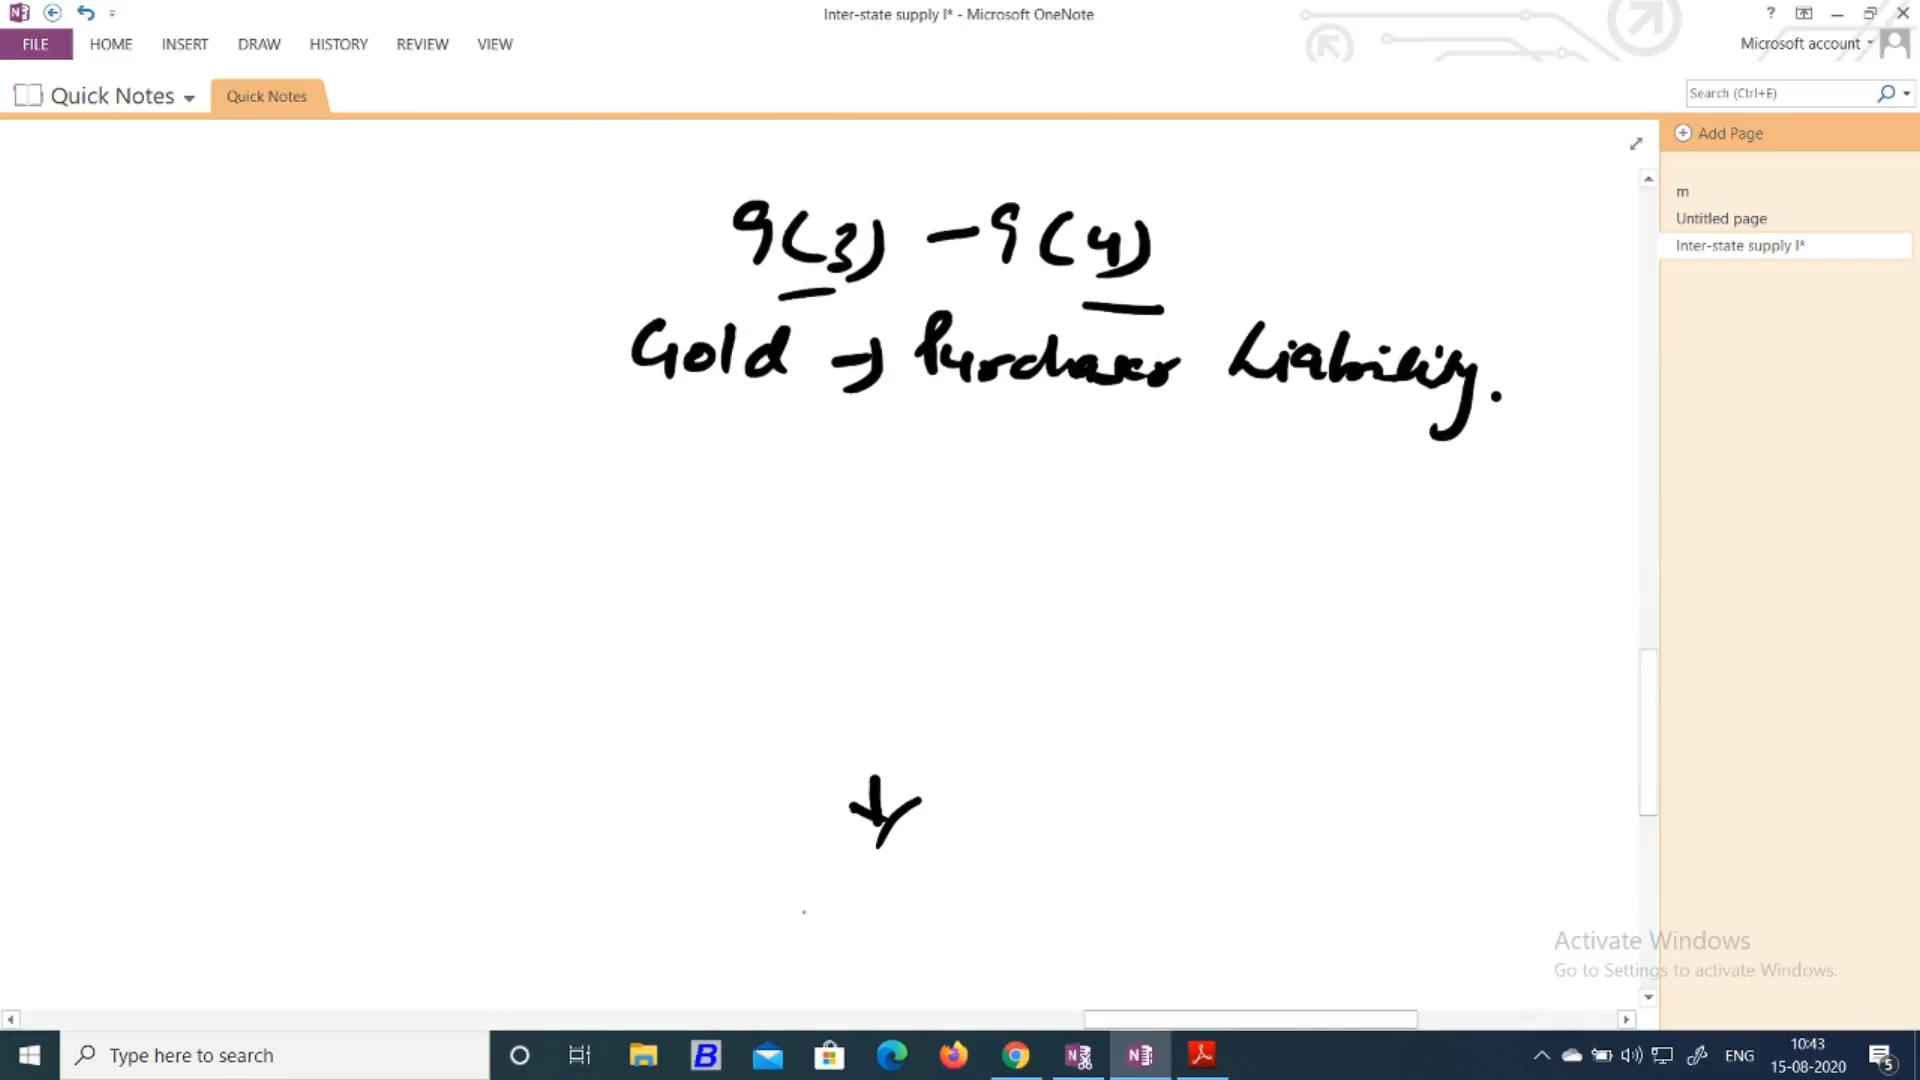 Inter-state supply I* - Microsoft OneNote
?
FILE HOME INSERT DRAW HISTORY REVIEW VIEW
Microsoft account
Quick Notes
Quick Notes
Search (Ctrl+E)
Add Page
m
Untitled page
Inter-state supply I*
9(3) - 9(4)
Gold → Purchaser Liability.
Activate Windows
Go to Settings to activate Windows.
Type here to search
B
ENG
10:43
15-08-2020
5